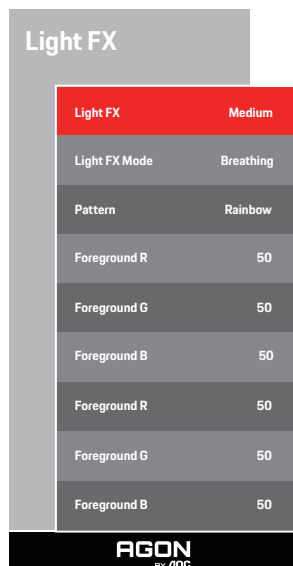 Light FX
Light FX Medium
Light FX Mode Breathing
Pattern Rainbow
Foreground R 50
Foreground G 50
Foreground B 50
Foreground R 50
Foreground G 50
Foreground B 50
AGON
BY AOC